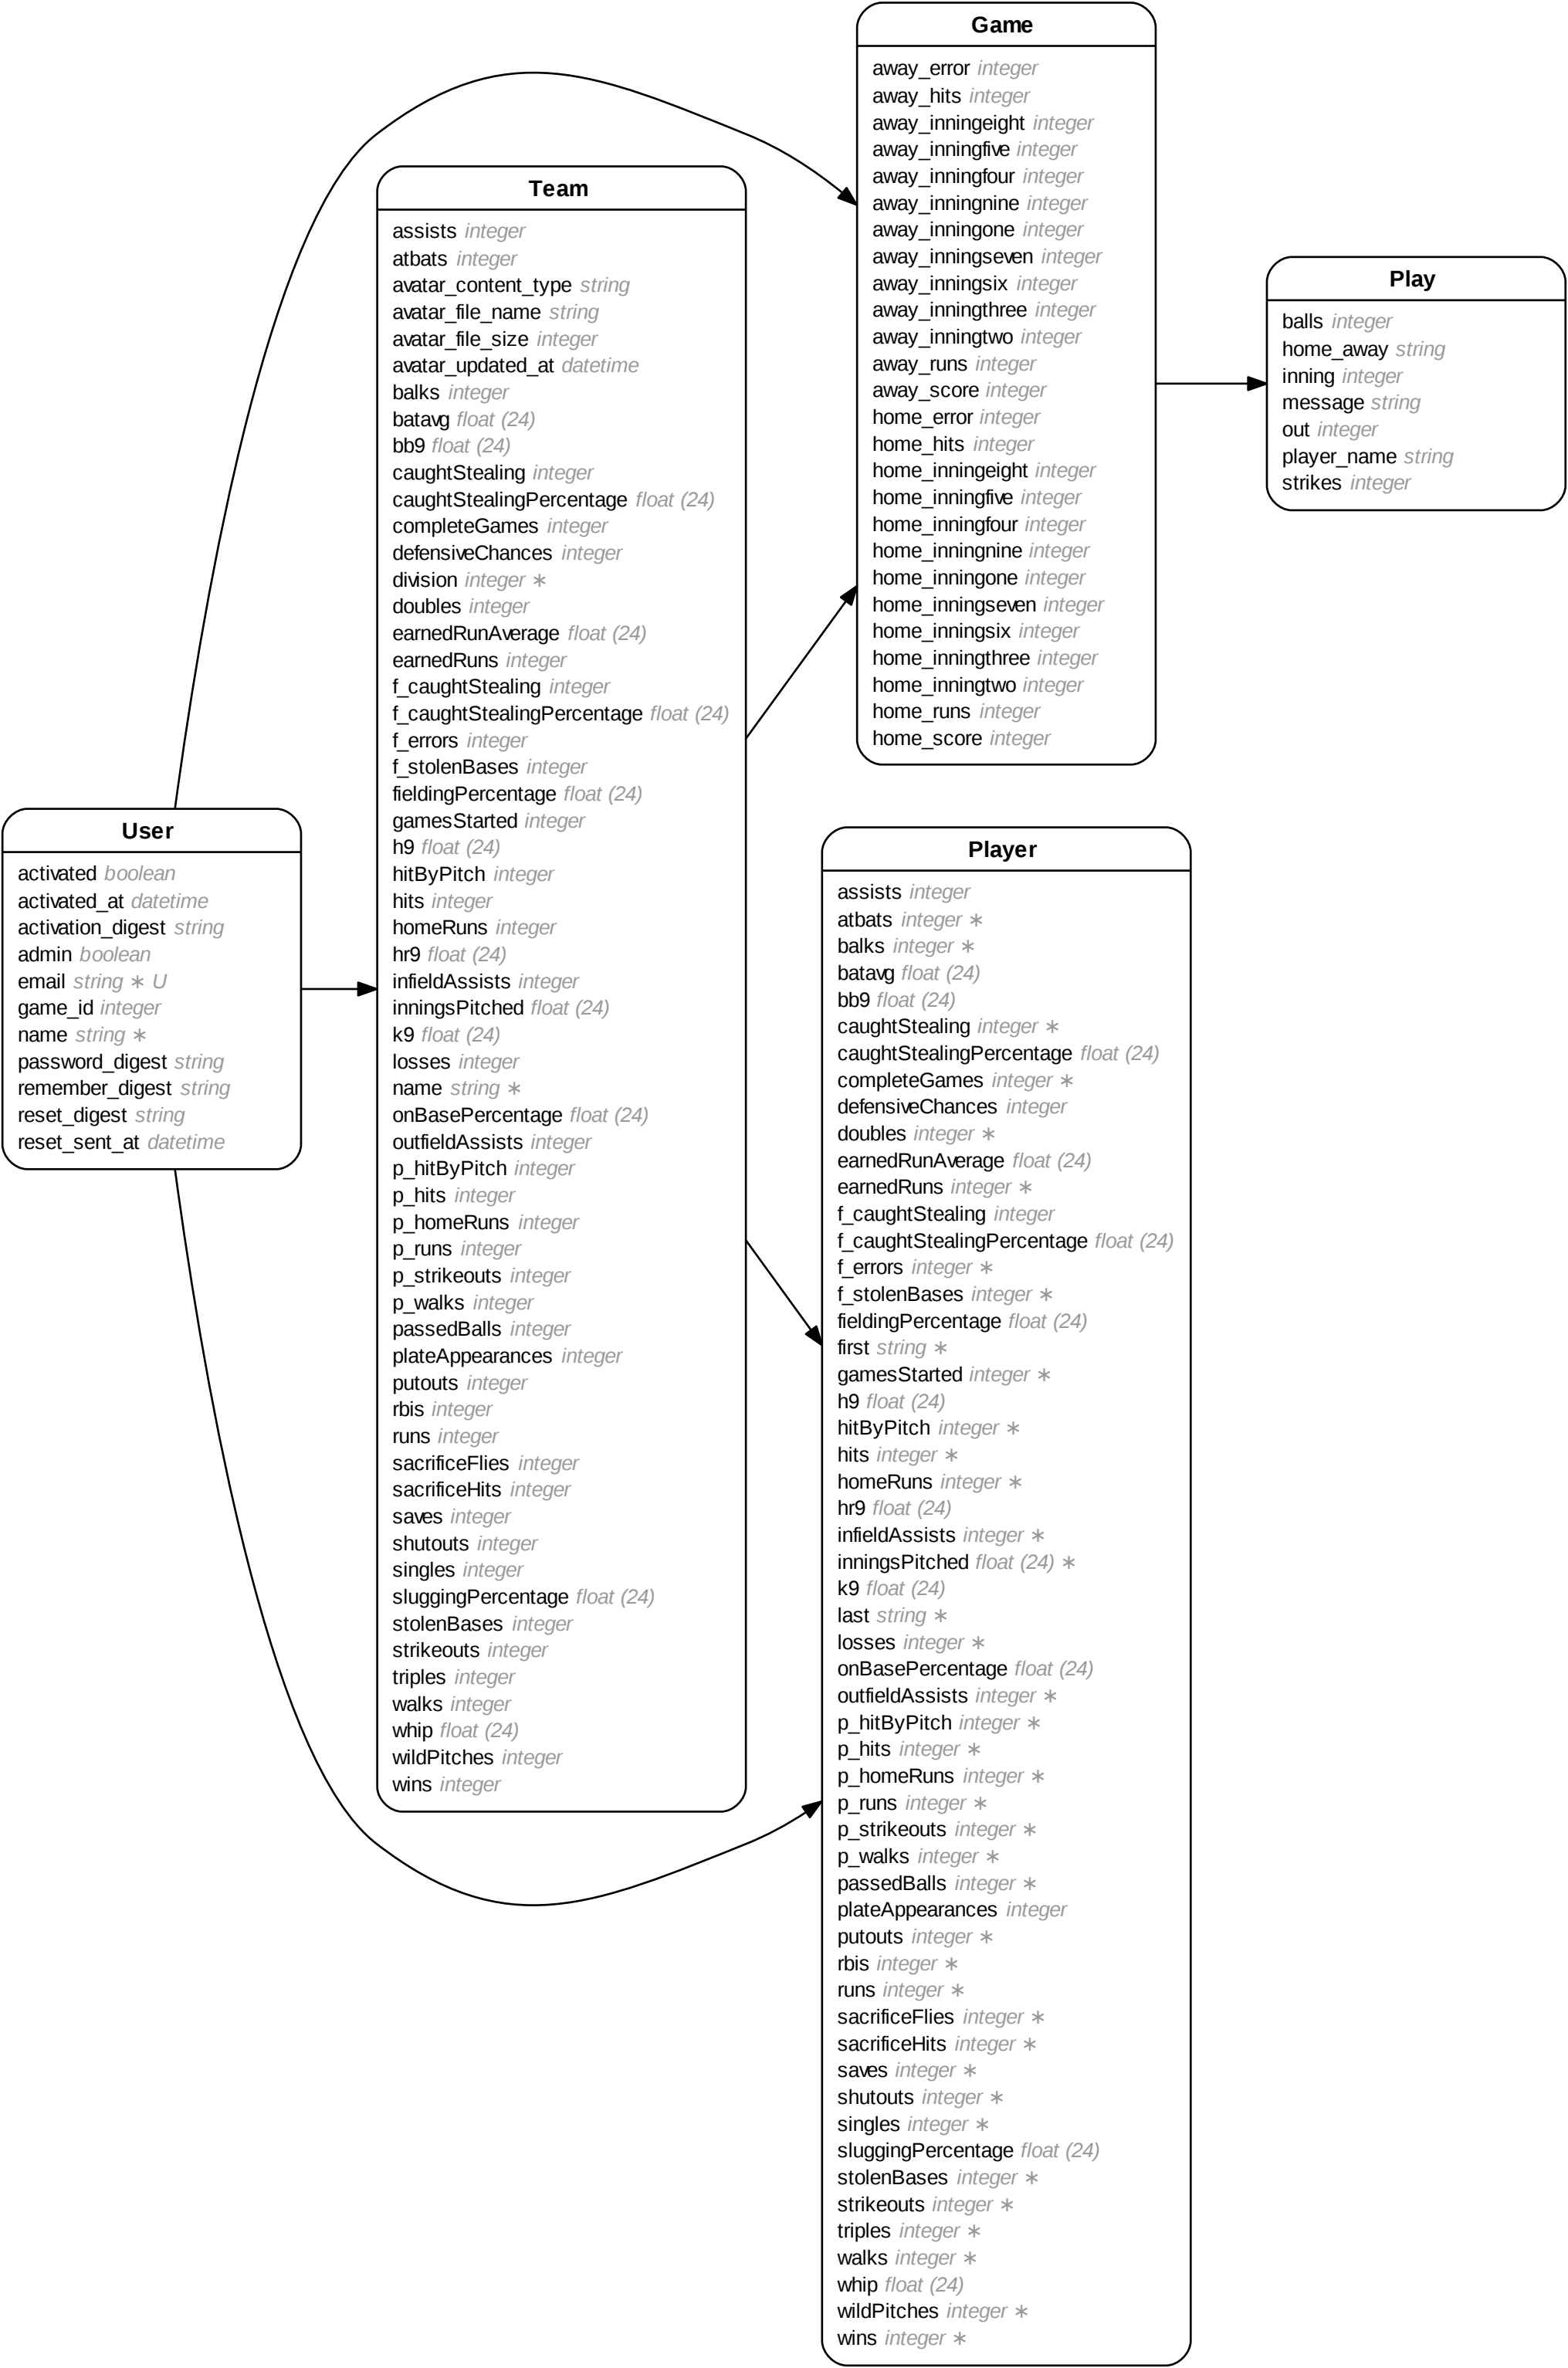 Game
away_error integer
away_hits integer
away_inningeight integer
away_inningfive integer
away_inningfour integer
away_inningnine integer
away_inningone integer
away_inningseven integer
away_inningsix integer
away_inningthree integer
away_inningtwo integer
away_runs integer
away_score integer
home_error integer
home_hits integer
home_inningeight integer
home_inningfive integer
home_inningfour integer
home_inningnine integer
home_inningone integer
home_inningseven integer
home_inningsix integer
home_inningthree integer
home_inningtwo integer
home_runs integer
home_score integer
Team
assists integer
atbats integer
avatar_content_type string
avatar_file_name string
avatar_file_size integer
avatar_updated_at datetime
balks integer
batavg float (24)
bb9 float (24)
caughtStealing integer
caughtStealingPercentage float (24)
completeGames integer
defensiveChances integer
division integer ∗
doubles integer
earnedRunAverage float (24)
earnedRuns integer
f_caughtStealing integer
f_caughtStealingPercentage float (24)
f_errors integer
f_stolenBases integer
fieldingPercentage float (24)
gamesStarted integer
h9 float (24)
hitByPitch integer
hits integer
homeRuns integer
hr9 float (24)
infieldAssists integer
inningsPitched float (24)
k9 float (24)
losses integer
name string ∗
onBasePercentage float (24)
outfieldAssists integer
p_hitByPitch integer
p_hits integer
p_homeRuns integer
p_runs integer
p_strikeouts integer
p_walks integer
passedBalls integer
plateAppearances integer
putouts integer
rbis integer
runs integer
sacrificeFlies integer
sacrificeHits integer
saves integer
shutouts integer
singles integer
sluggingPercentage float (24)
stolenBases integer
strikeouts integer
triples integer
walks integer
whip float (24)
wildPitches integer
wins integer
Play
balls integer
home_away string
inning integer
message string
out integer
player_name string
strikes integer
User
activated boolean
activated_at datetime
activation_digest string
admin boolean
email string ∗ U
game_id integer
name string ∗
password_digest string
remember_digest string
reset_digest string
reset_sent_at datetime
Player
assists integer
atbats integer ∗
balks integer ∗
batavg float (24)
bb9 float (24)
caughtStealing integer ∗
caughtStealingPercentage float (24)
completeGames integer ∗
defensiveChances integer
doubles integer ∗
earnedRunAverage float (24)
earnedRuns integer ∗
f_caughtStealing integer
f_caughtStealingPercentage float (24)
f_errors integer ∗
f_stolenBases integer ∗
fieldingPercentage float (24)
first string ∗
gamesStarted integer ∗
h9 float (24)
hitByPitch integer ∗
hits integer ∗
homeRuns integer ∗
hr9 float (24)
infieldAssists integer ∗
inningsPitched float (24) ∗
k9 float (24)
last string ∗
losses integer ∗
onBasePercentage float (24)
outfieldAssists integer ∗
p_hitByPitch integer ∗
p_hits integer ∗
p_homeRuns integer ∗
p_runs integer ∗
p_strikeouts integer ∗
p_walks integer ∗
passedBalls integer ∗
plateAppearances integer
putouts integer ∗
rbis integer ∗
runs integer ∗
sacrificeFlies integer ∗
sacrificeHits integer ∗
saves integer ∗
shutouts integer ∗
singles integer ∗
sluggingPercentage float (24)
stolenBases integer ∗
strikeouts integer ∗
triples integer ∗
walks integer ∗
whip float (24)
wildPitches integer ∗
wins integer ∗